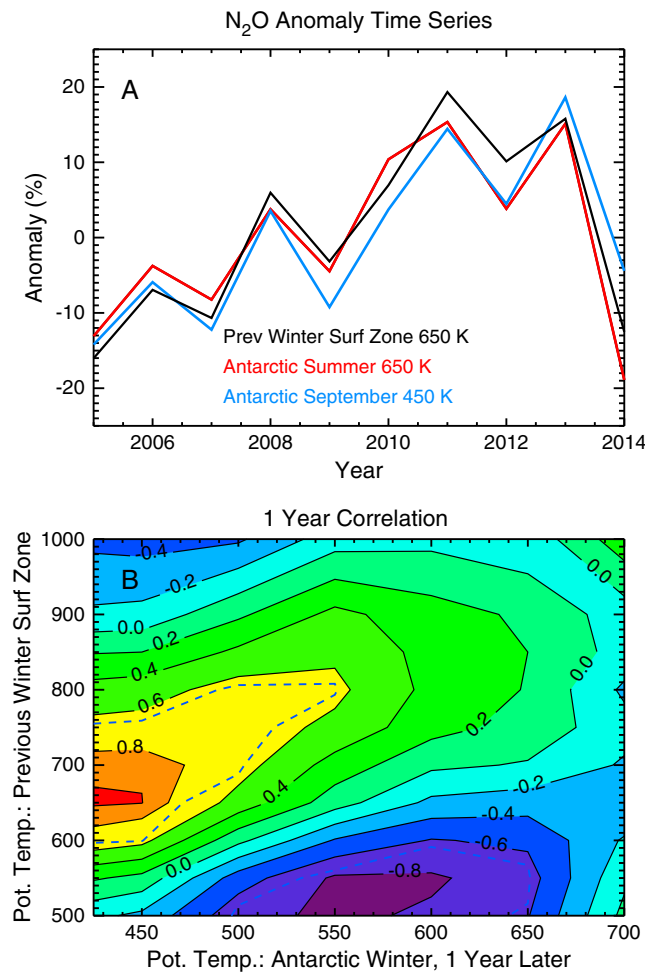 N₂O Anomaly Time Series
A
20
10
0
-10
-20
Anomaly (%)
Prev Winter Surf Zone 650 K
Antarctic Summer 650 K
Antarctic September 450 K
2006 2008 2010 2012 2014
Year
1 Year Correlation
B
1000
900
800
700
600
500
Pot. Temp.: Previous Winter Surf Zone
-0.4
-0.2
0.0
0.2
0.4
0.6
0.8
0.0
0.0
0.2
0.4
-0.2
-0.4
-0.6
0.0
-0.8
450 500 550 600 650 700
Pot. Temp.: Antarctic Winter, 1 Year Later